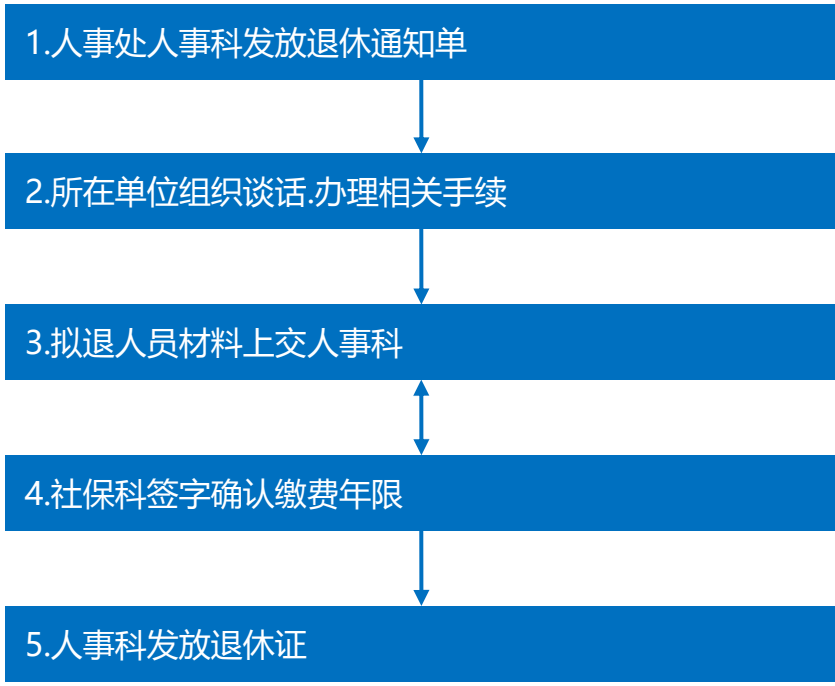 1.人事处人事科发放退休通知单
2.所在单位组织谈话.办理相关手续
3.拟退人员材料上交人事科
4.社保科签字确认缴费年限
5.人事科发放退休证